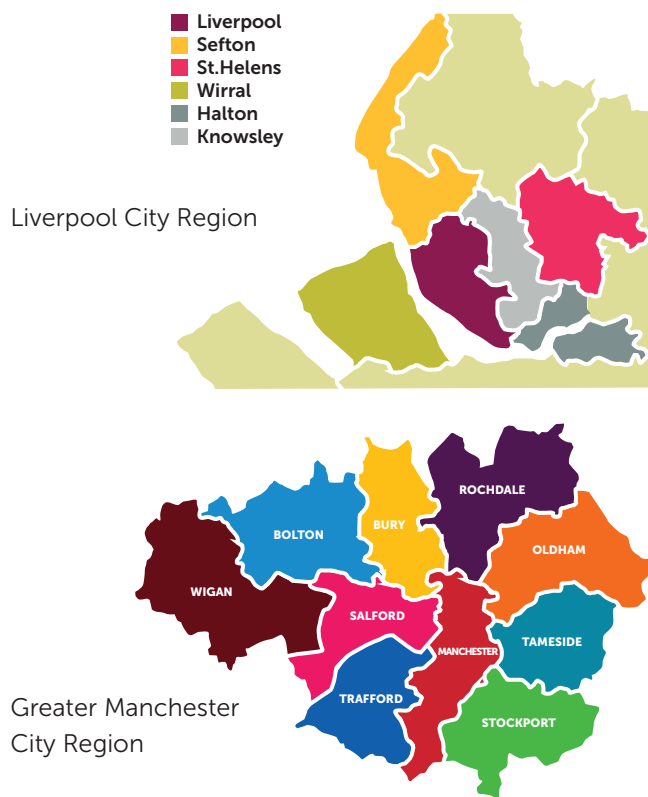 Liverpool
Sefton
St.Helens
Wirral
Halton
Knowsley
Liverpool City Region
ROCHDALE
BURY
BOLTON
OLDHAM
WIGAN
SALFORD
TAMESIDE
MANCHESTER
TRAFFORD
STOCKPORT
Greater Manchester
City Region